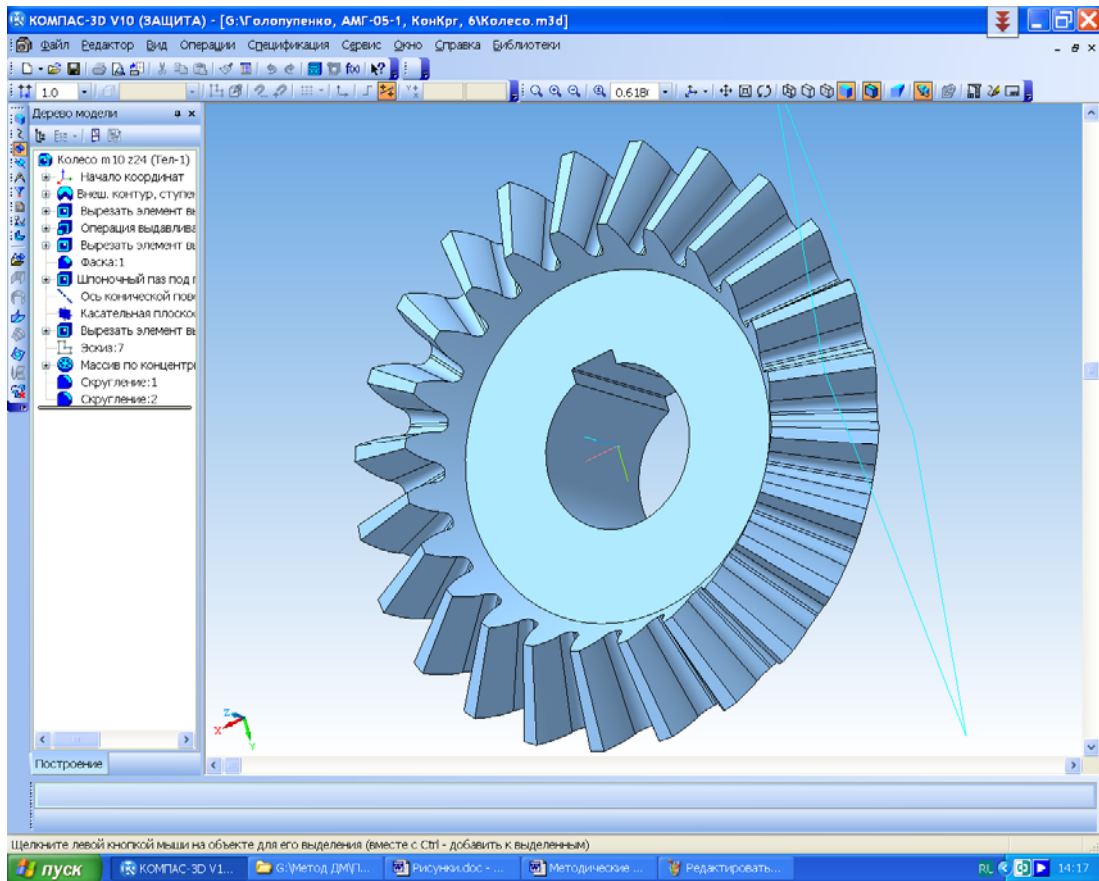 КОМПАС-3D V10 (ЗАЩИТА) - [G:\Голопупенко, АМГ-05-1, КонКрг, 6\Колесо.m3d]
Файл Редактор Вид Операции Спецификация Сервис Окно Справка Библиотеки
1.0 0.618
Дерево модели
Колесо m10 z24 (Тел-1)
Начало координат
Внеш. контур, ступен
Вырезать элемент вы
Операция выдавлива
Вырезать элемент вы
Фаска:1
Шпоночный паз под п
Ось конической пове
Касательная плоскос
Вырезать элемент вы
Эскиз:7
Массив по концентри
Скругление:1
Скругление:2
Z
X
Y
Построение
Щелкните левой кнопкой мыши на объекте для его выделения (вместе с Ctrl - добавить к выделенным)
пуск КОМПАС-3D V1... G:\Метод ДМ\П... Рисунки.doc - ... Методические ... Редактировать... RL 14:17